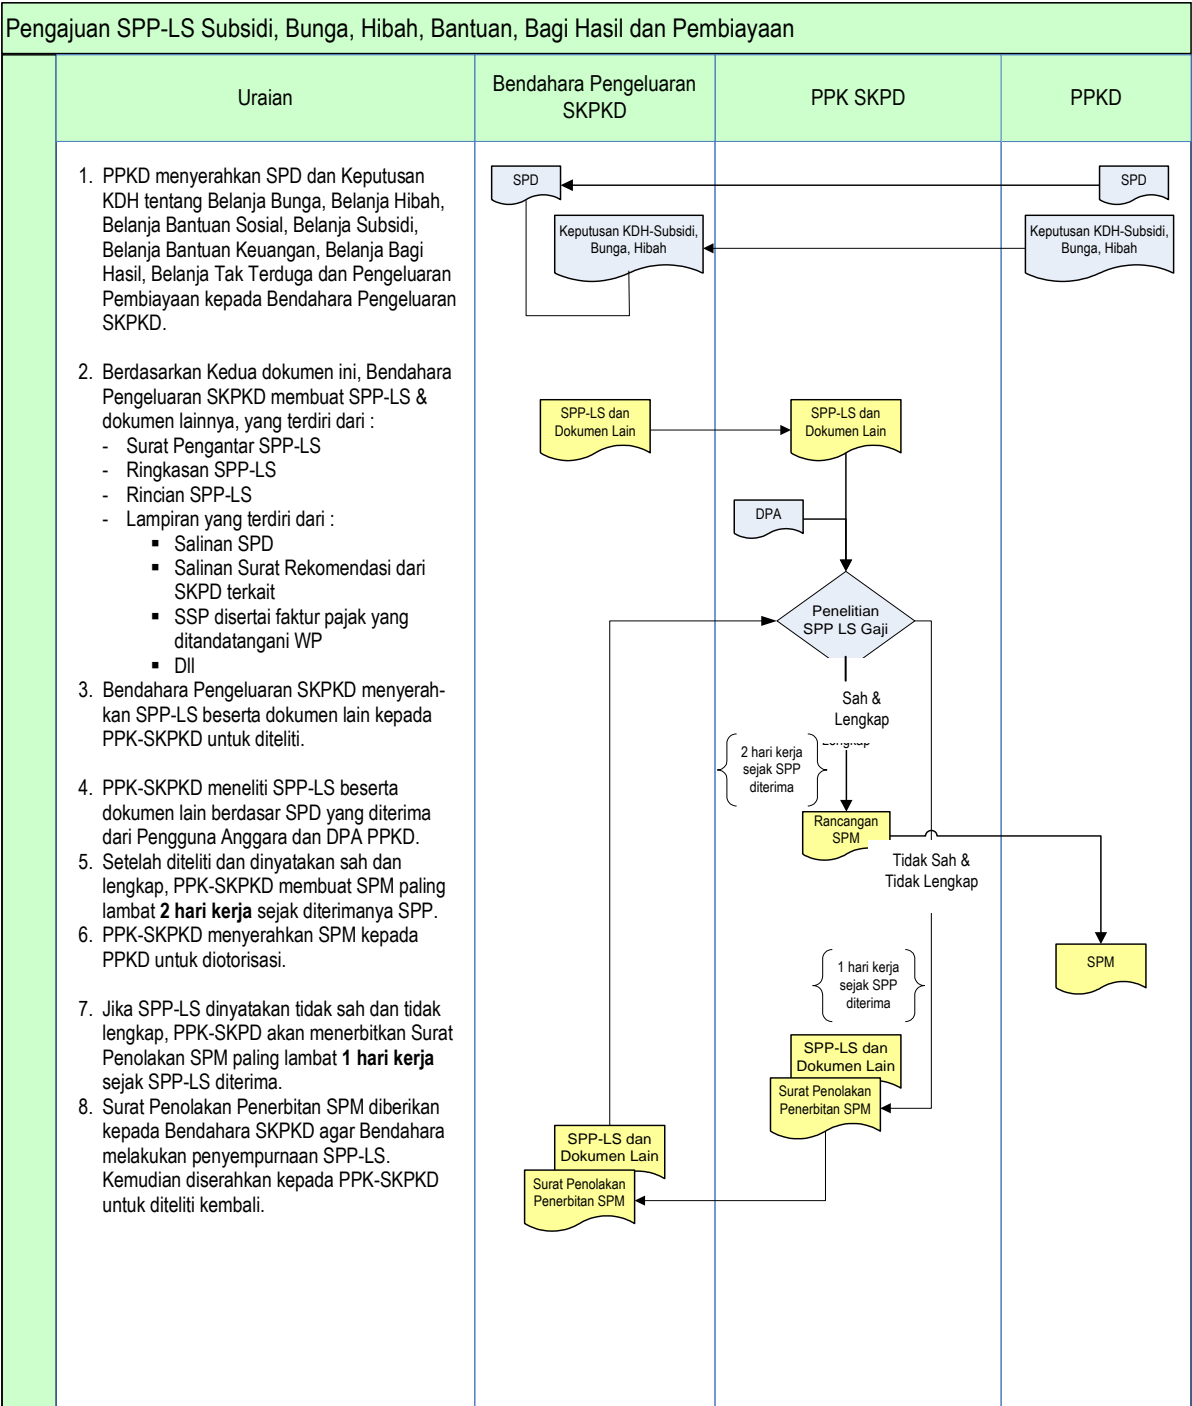 Pengajuan SPP-LS Subsidi, Bunga, Hibah, Bantuan, Bagi Hasil dan Pembiayaan
Uraian
Bendahara Pengeluaran
SKPKD
PPK SKPD
PPKD
1. PPKD menyerahkan SPD dan Keputusan
KDH tentang Belanja Bunga, Belanja Hibah,
Belanja Bantuan Sosial, Belanja Subsidi,
Belanja Bantuan Keuangan, Belanja Bagi
Hasil, Belanja Tak Terduga dan Pengeluaran
Pembiayaan kepada Bendahara Pengeluaran
SKPKD.
2. Berdasarkan Kedua dokumen ini, Bendahara
Pengeluaran SKPKD membuat SPP-LS &
dokumen lainnya, yang terdiri dari :
- Surat Pengantar SPP-LS
- Ringkasan SPP-LS
- Rincian SPP-LS
- Lampiran yang terdiri dari :
▪ Salinan SPD
▪ Salinan Surat Rekomendasi dari
SKPD terkait
▪ SSP disertai faktur pajak yang
ditandatangani WP
▪ Dll
3. Bendahara Pengeluaran SKPKD menyerah-
kan SPP-LS beserta dokumen lain kepada
PPK-SKPKD untuk diteliti.
4. PPK-SKPKD meneliti SPP-LS beserta
dokumen lain berdasar SPD yang diterima
dari Pengguna Anggara dan DPA PPKD.
5. Setelah diteliti dan dinyatakan sah dan
lengkap, PPK-SKPKD membuat SPM paling
lambat 2 hari kerja sejak diterimanya SPP.
6. PPK-SKPKD menyerahkan SPM kepada
PPKD untuk diotorisasi.
7. Jika SPP-LS dinyatakan tidak sah dan tidak
lengkap, PPK-SKPD akan menerbitkan Surat
Penolakan SPM paling lambat 1 hari kerja
sejak SPP-LS diterima.
8. Surat Penolakan Penerbitan SPM diberikan
kepada Bendahara SKPKD agar Bendahara
melakukan penyempurnaan SPP-LS.
Kemudian diserahkan kepada PPK-SKPKD
untuk diteliti kembali.
SPD
SPD
Keputusan KDH-Subsidi,
Bunga, Hibah
Keputusan KDH-Subsidi,
Bunga, Hibah
SPP-LS dan
Dokumen Lain
SPP-LS dan
Dokumen Lain
DPA
Penelitian
SPP LS Gaji
Sah &
Lengkap
Lengkap
2 hari kerja
sejak SPP
diterima
Rancangan
SPM
Tidak Sah &
Tidak Lengkap
SPM
1 hari kerja
sejak SPP
diterima
SPP-LS dan
Dokumen Lain
Surat Penolakan
Penerbitan SPM
SPP-LS dan
Dokumen Lain
Surat Penolakan
Penerbitan SPM